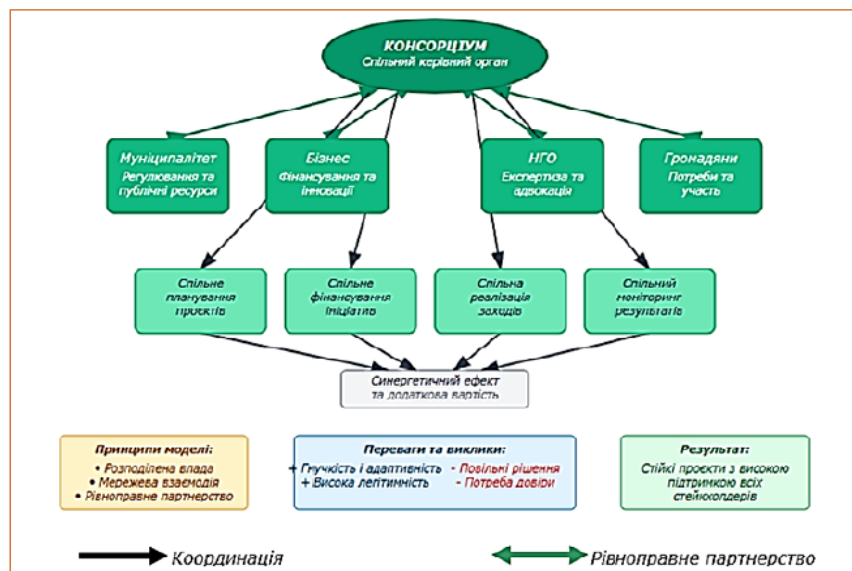 КОНСОРЦІУМ
Спільний керівний орган
Муніципалітет
Регулювання та
публічні ресурси
Бізнес
Фінансування та
інновації
НГО
Експертиза та
адвокація
Громадяни
Потреби та
участь
Спільне
планування
проєктів
Спільне
фінансування
ініціатив
Спільна
реалізація
заходів
Спільний
моніторинг
результатів
Синергетичний ефект
та додаткова вартість
Принципи моделі:
• Розподілена влада
• Мережева взаємодія
• Рівноправне партнерство
Переваги та виклики:
+ Гнучкість і адаптивність - Повільні рішення
+ Висока легітимність - Потреба довіри
Результат:
Стійкі проєкти з високою
підтримкою всіх
стейкхолдерів
Координація
Рівноправне партнерство